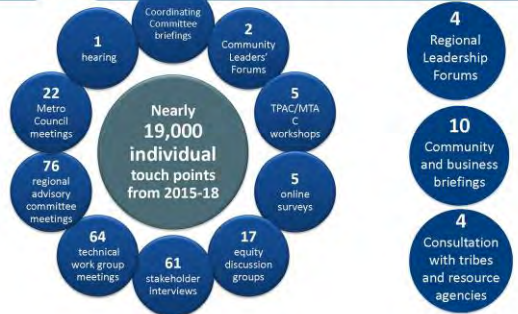 Coordinating
Committee
briefings
2
Community
Leaders'
Forums
5
TPAC/MTA
C
workshops
5
online
surveys
17
equity
discussion
groups
61
stakeholder
interviews
64
technical
work group
meetings
76
regional
advisory
committee
meetings
22
Metro
Council
meetings
1
hearing
Nearly
19,000
individual
touch points
from 2015-18
4
Regional
Leadership
Forums
10
Community
and business
briefings
4
Consultation
with tribes
and resource
agencies